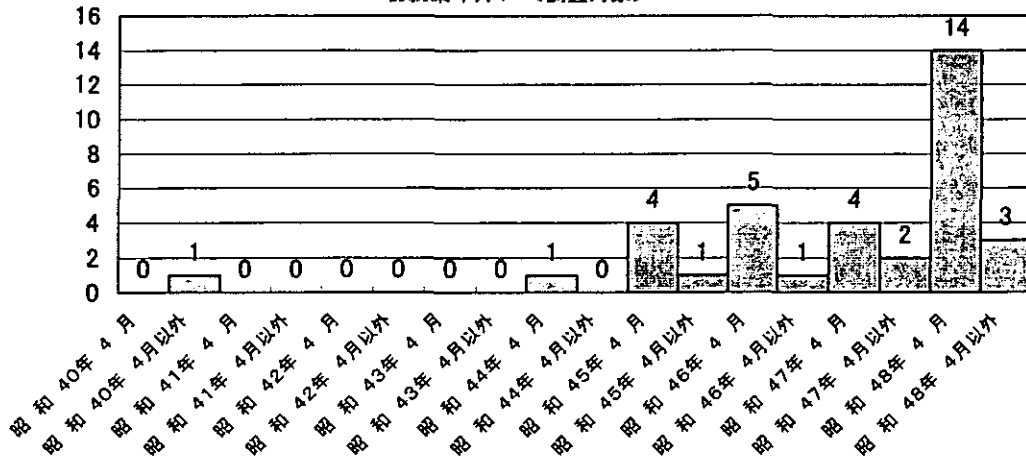 16
14
12
10
8
6
4
2
0
0
1
0
0
0
0
0
0
1
0
4
1
5
1
4
2
14
3
昭 和 40年 4 月
昭 和 40年 4月以外
昭 和 41年 4 月
昭 和 41年 4月以外
昭 和 42年 4 月
昭 和 42年 4月以外
昭 和 43年 4 月
昭 和 43年 4月以外
昭 和 44年 4 月
昭 和 44年 4月以外
昭 和 45年 4 月
昭 和 45年 4月以外
昭 和 46年 4 月
昭 和 46年 4月以外
昭 和 47年 4 月
昭 和 47年 4月以外
昭 和 48年 4 月
昭 和 48年 4月以外